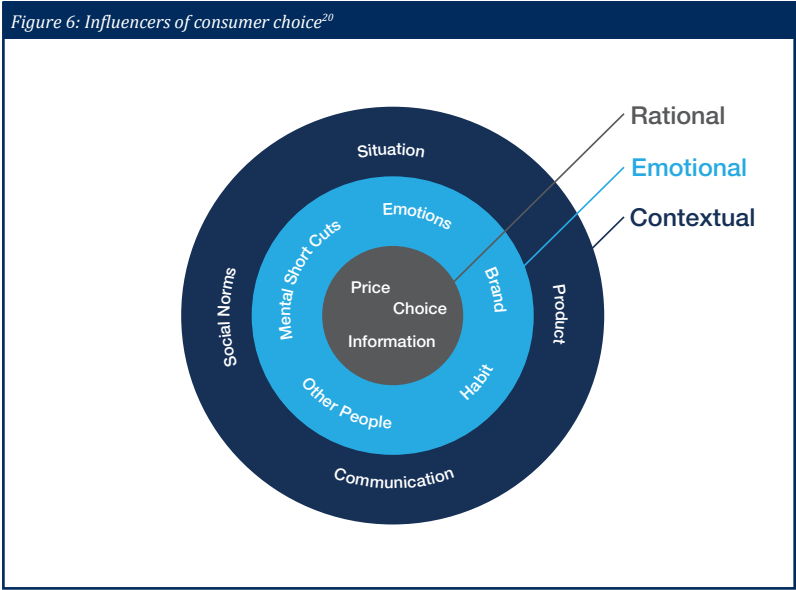 Figure 6: Influencers of consumer choice20
Rational
Emotional
Contextual
Situation
Emotions
Mental Short Cuts
Brand
Price
Choice
Information
Social Norms
Product
Habit
Other People
Communication